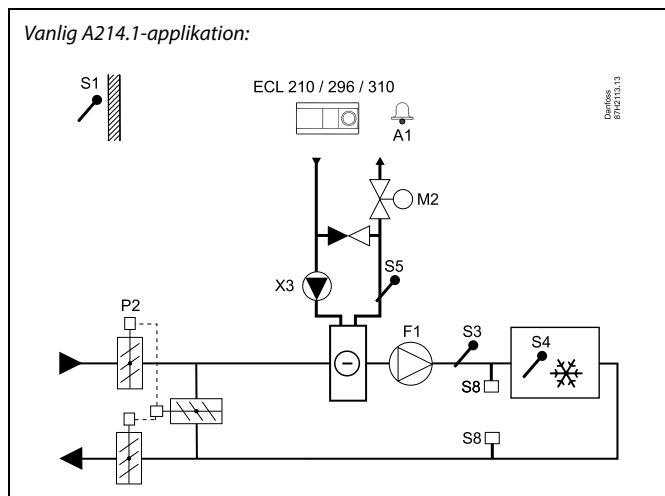 Vanlig A214.1-applikation:
S1
ECL 210 / 296 / 310
A1
Danfoss
87H2113.13
M2
S5
X3
P2
F1
S3
S4
S8
S8